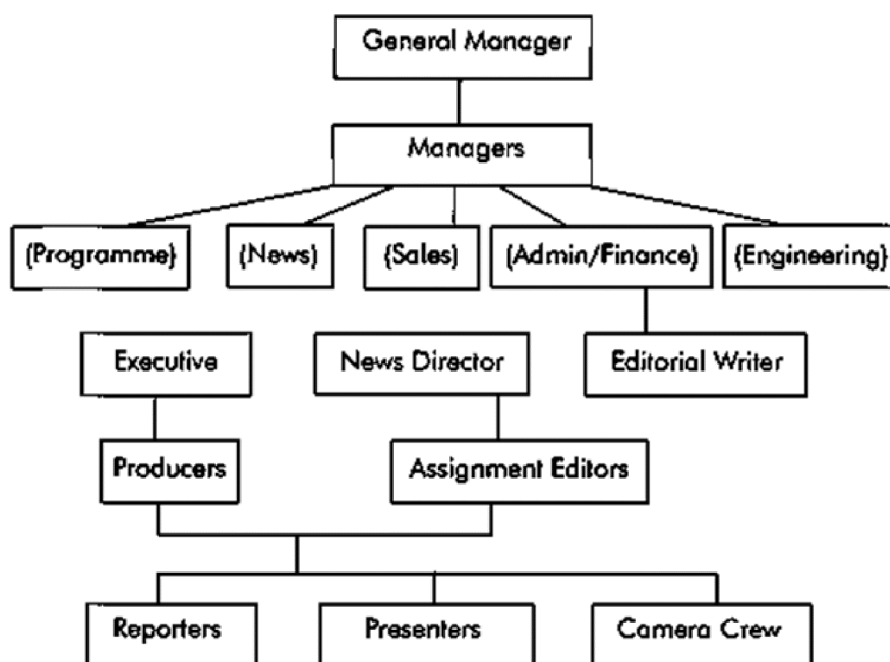 General Manager
Managers
(Programme)
(News)
(Sales)
(Admin/Finance)
(Engineering)
Executive
News Director
Editorial Writer
Producers
Assignment Editors
Reporters
Presenters
Camera Crew